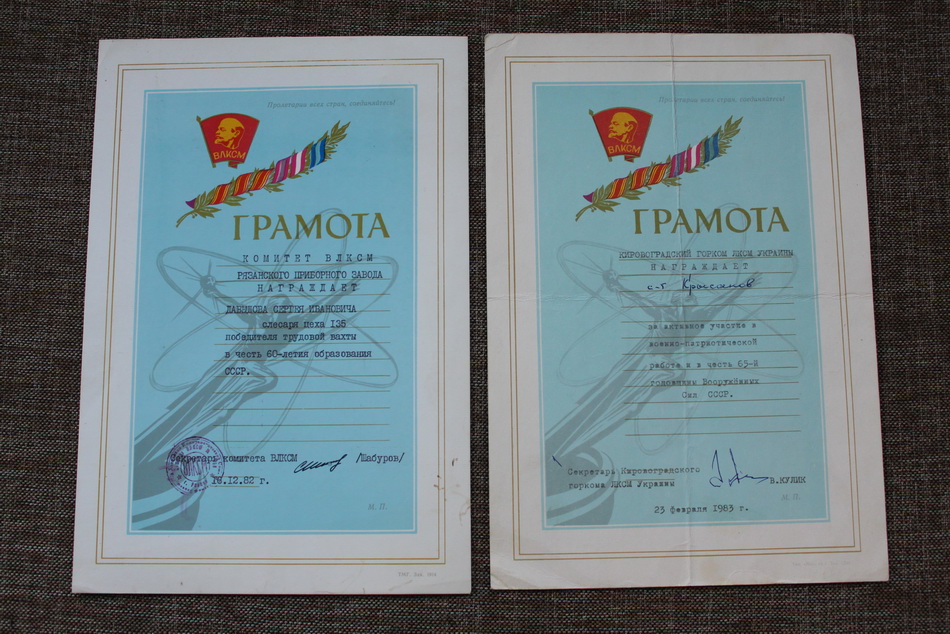 Пролетарии всех стран, соединяйтесь!
ВЛКСМ
ГРАМОТА
КОМИТЕТ ВЛКСМ
РЯЗАНСКОГО ПРИБОРНОГО ЗАВОДА
НАГРАЖДАЕТ
ДАВЫДОВА СЕРГЕЯ ИВАНОВИЧА
слесаря цеха I35
победителя трудовой вахты
в честь 60-летия образования
СССР.
Секретарь комитета ВЛКСМ /Шабуров/
16.12.82 г.
М. П.
Пролетарии всех стран, соединяйтесь!
ВЛКСМ
ГРАМОТА
КИРОВОГРАДСКИЙ ГОРКОМ ЛКСМ УКРАИНЫ
НАГРАЖДАЕТ
за активное участие в
военно-патриотической
работе и в честь 65-й
годовщины Вооружённых
Сил СССР.
Секретарь Кировоградского
горкома ЛКСМ Украины В.КУЛИК
М. П.
23 февраля 1983 г.